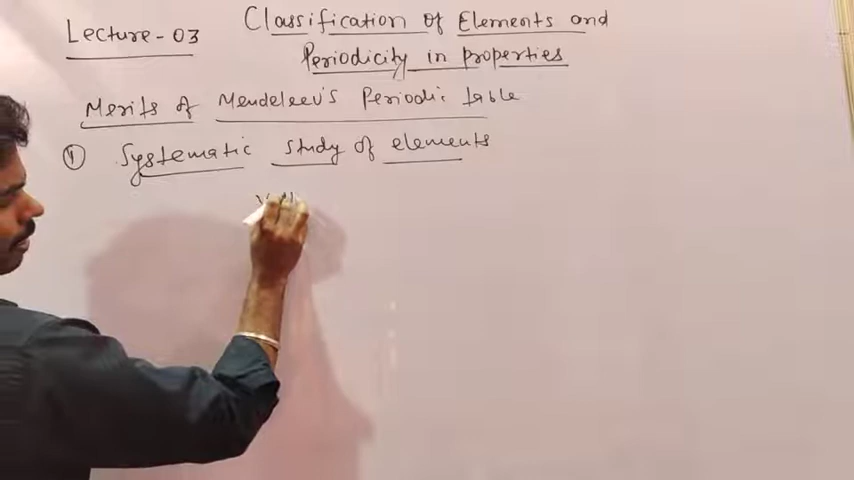 Lecture-03
Classification of Elements and
Periodicity in properties
Merits of Mendeleev's Periodic table
① Systematic study of elements